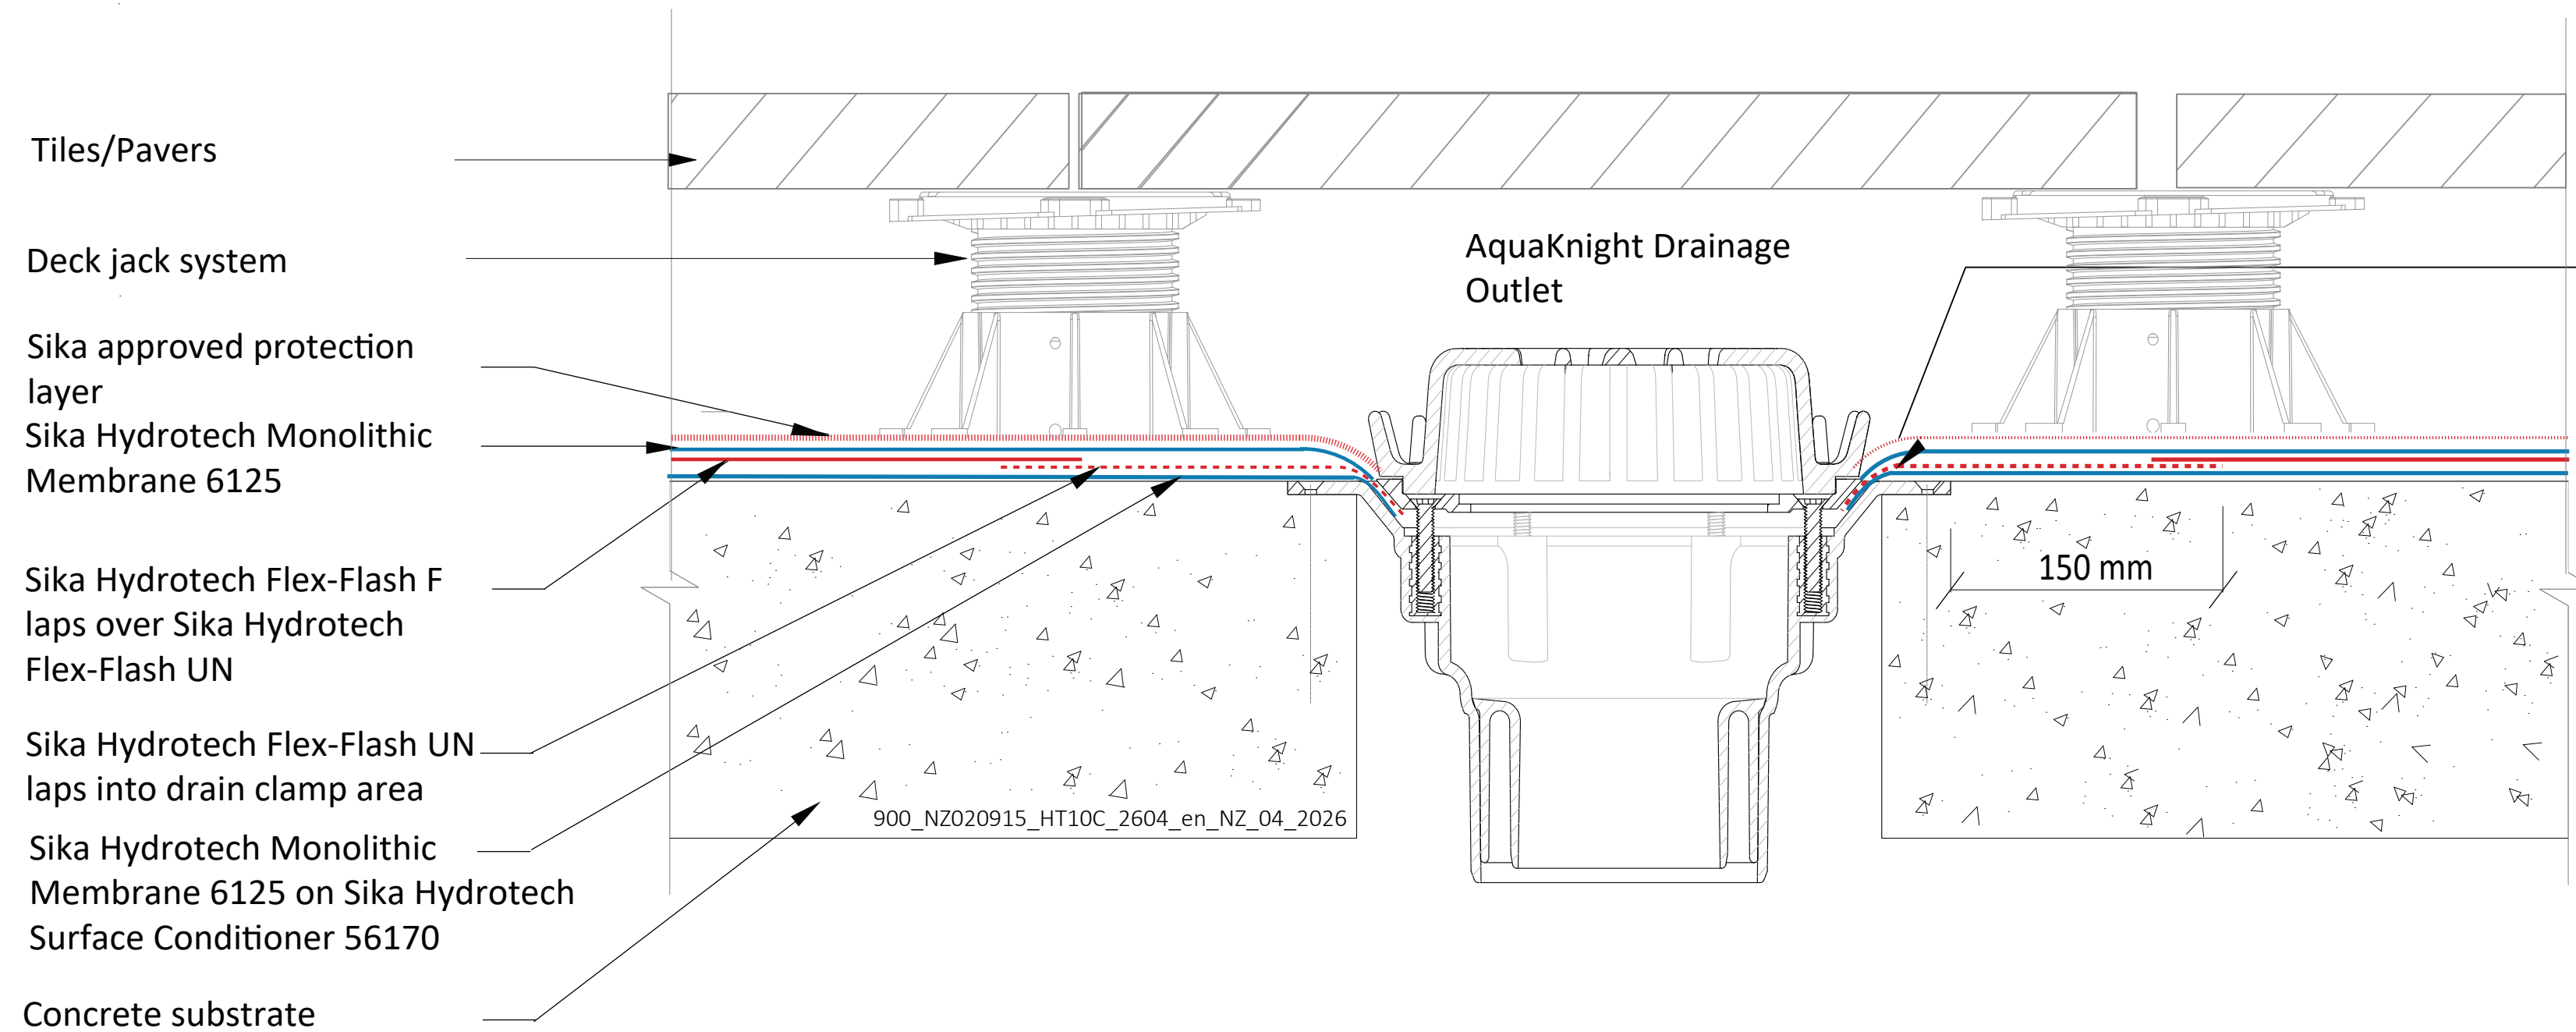 Tiles/Pavers
Deck jack system
AquaKnight Drainage
Outlet
Sika approved protection
layer
Sika Hydrotech Monolithic
Membrane 6125
Sika Hydrotech Flex-Flash F
laps over Sika Hydrotech
Flex-Flash UN
150 mm
Sika Hydrotech Flex-Flash UN
laps into drain clamp area
900_NZ020915_HT10C_2604_en_NZ_04_2026
Sika Hydrotech Monolithic
Membrane 6125 on Sika Hydrotech
Surface Conditioner 56170
Concrete substrate